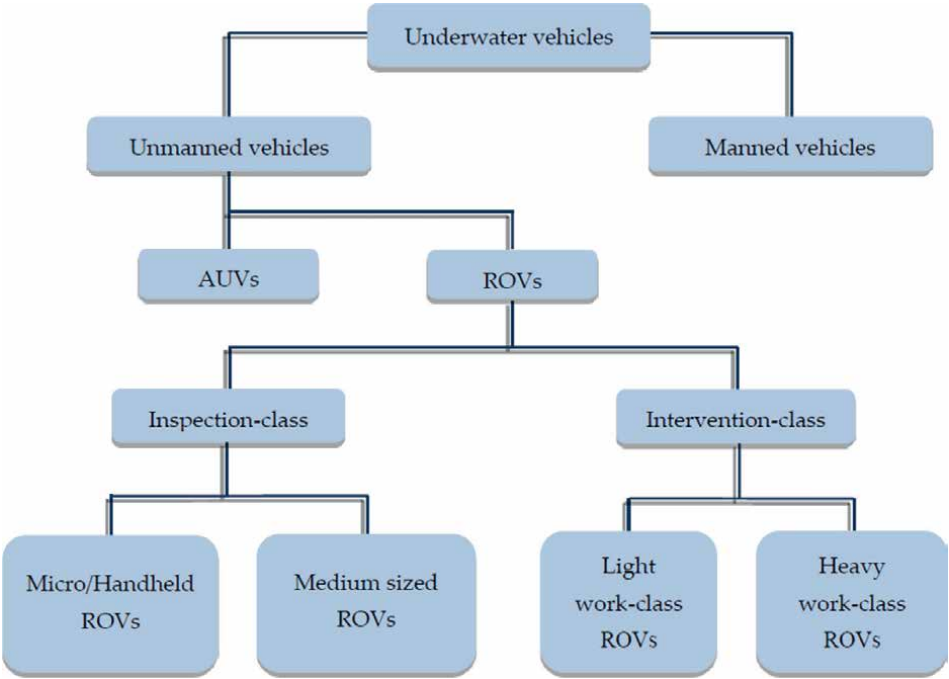 Underwater vehicles
Unmanned vehicles
Manned vehicles
AUVs
ROVs
Inspection-class
Intervention-class
Micro/Handheld
ROVs
Medium sized
ROVs
Light
work-class
ROVs
Heavy
work-class
ROVs